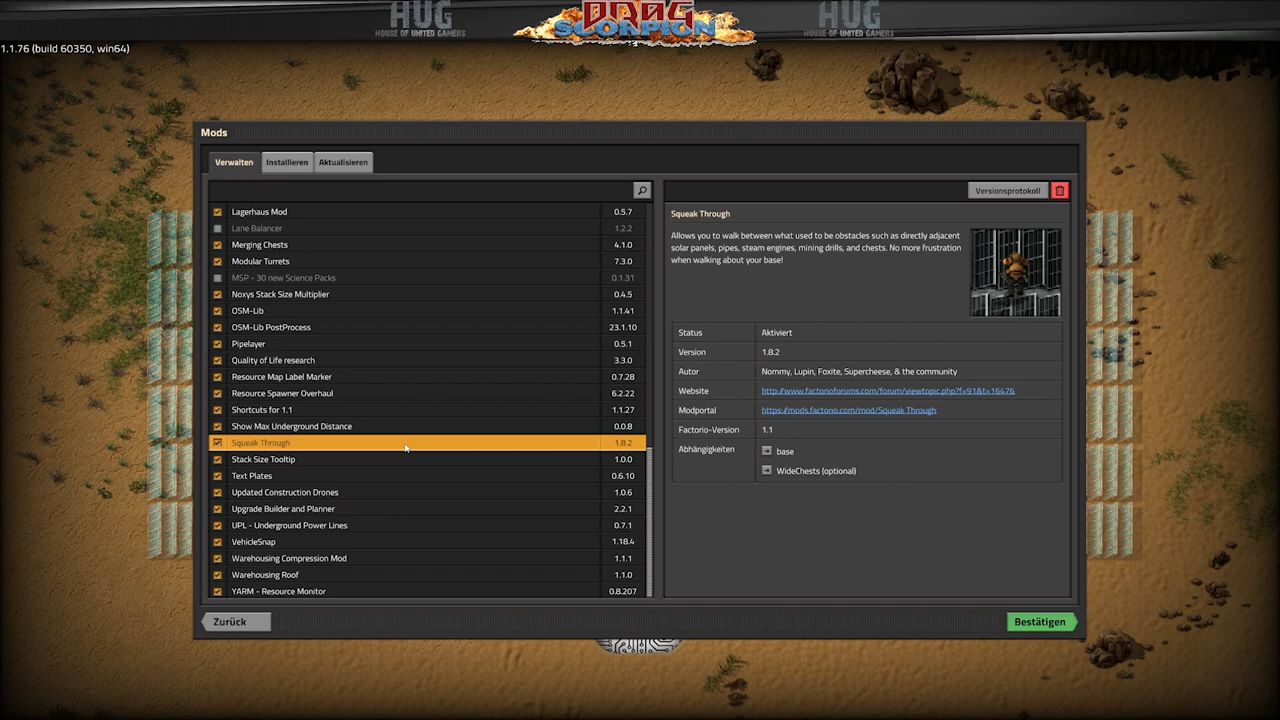 HUG
HOUSE OF UNITED GAMERS
DRAG
SCORPION
HUG
HOUSE OF UNITED GAMERS
1.1.76 (build 60350, win64)
Mods
Verwalten
Installieren
Aktualisieren
Versionsprotokoll
Lagerhaus Mod 0.5.7
Lane Balancer 1.2.2
Merging Chests 4.1.0
Modular Turrets 7.3.0
MSP - 30 new Science Packs 0.1.31
Noxys Stack Size Multiplier 0.4.5
OSM-Lib 1.1.41
OSM-Lib PostProcess 23.1.10
Pipelayer 0.5.1
Quality of Life research 3.3.0
Resource Map Label Marker 0.7.28
Resource Spawner Overhaul 6.2.22
Shortcuts for 1.1 1.1.27
Show Max Underground Distance 0.0.8
Squeak Through 1.8.2
Stack Size Tooltip 1.0.0
Text Plates 0.6.10
Updated Construction Drones 1.0.6
Upgrade Builder and Planner 2.2.1
UPL - Underground Power Lines 0.7.1
VehicleSnap 1.18.4
Warehousing Compression Mod 1.1.1
Warehousing Roof 1.1.0
YARM - Resource Monitor 0.8.207
Squeak Through
Allows you to walk between what used to be obstacles such as directly adjacent
solar panels, pipes, steam engines, mining drills, and chests. No more frustration
when walking about your base!
Status Aktiviert
Version 1.8.2
Autor Nommy, Lupin, Foxite, Supercheese, & the community
Website http://www.factorioforums.com/forum/viewtopic.php?f=91&t=16476
Modportal https://mods.factorio.com/mod/Squeak Through
Factorio-Version 1.1
Abhängigkeiten base
WideChests (optional)
Zurück
Bestätigen